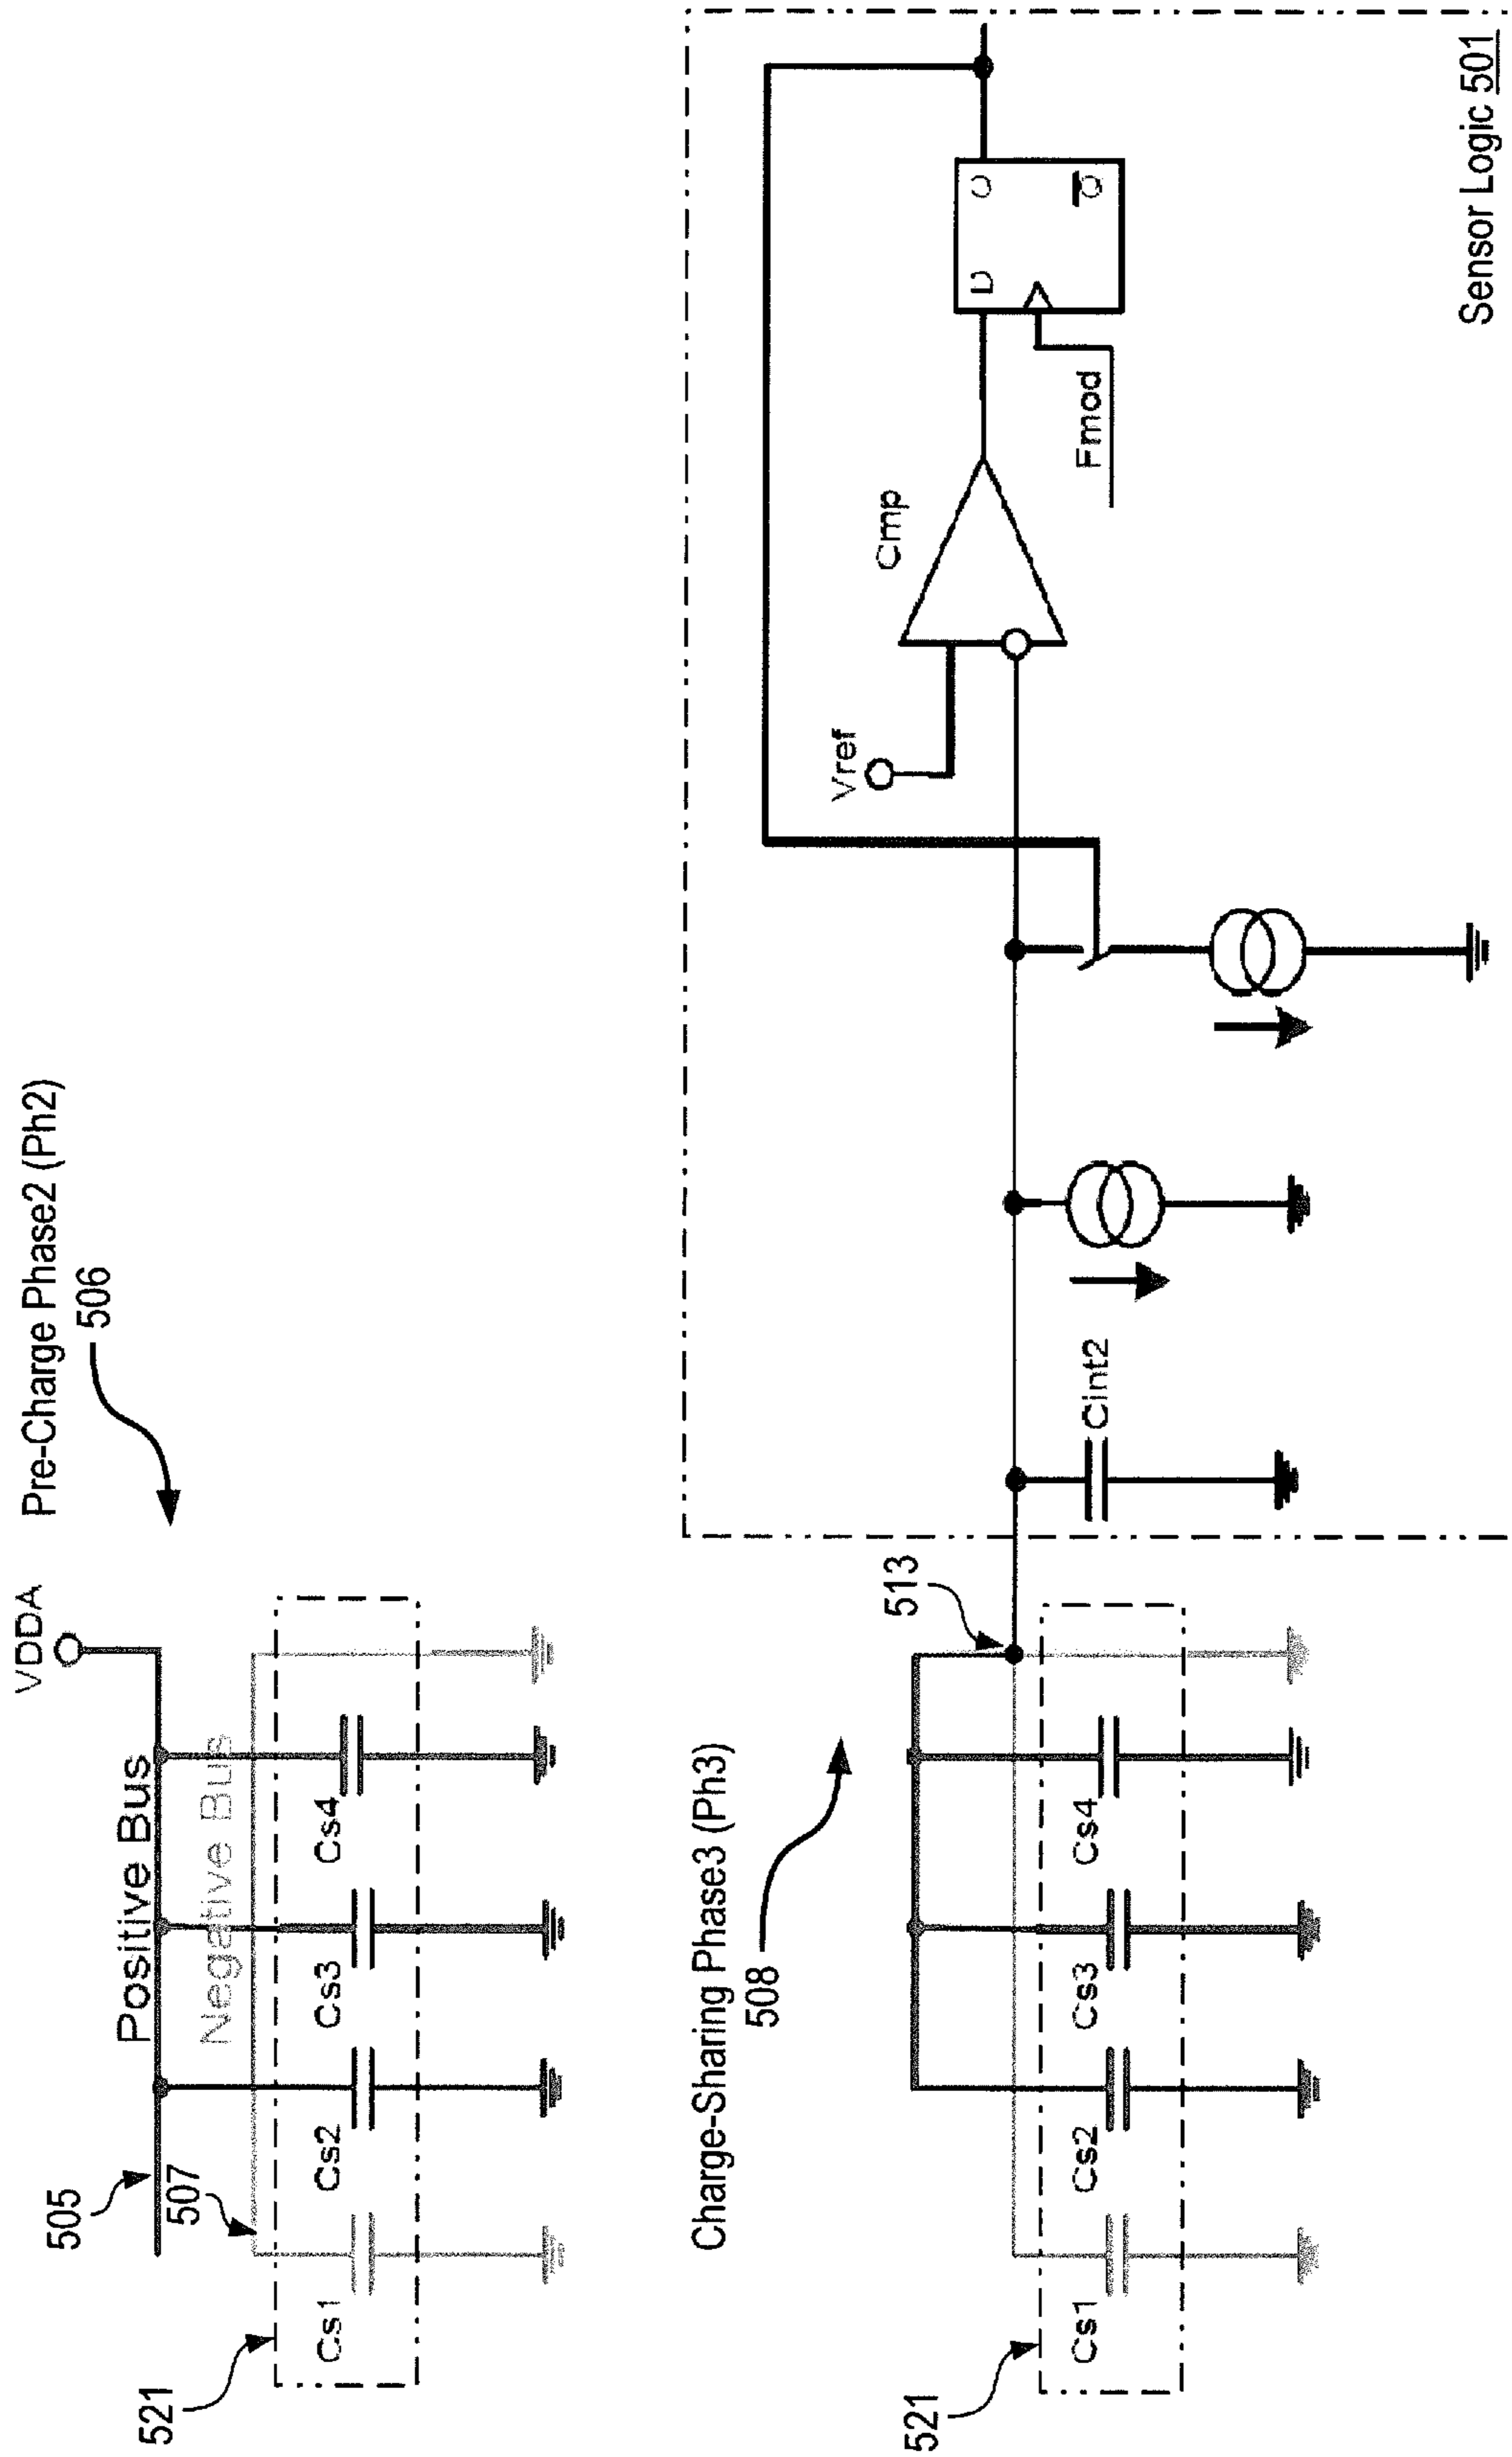 Pre-Charge Phase2 (Ph2)
506
VDDA
Positive Bus
Negative Bus
505
507
521
Cs1
Cs2
Cs3
Cs4
Charge-Sharing Phase3 (Ph3)
508
513
521
Cs1
Cs2
Cs3
Cs4
Cint2
Vref
Cmp
Fmod
D
Q
Q
Sensor Logic 501